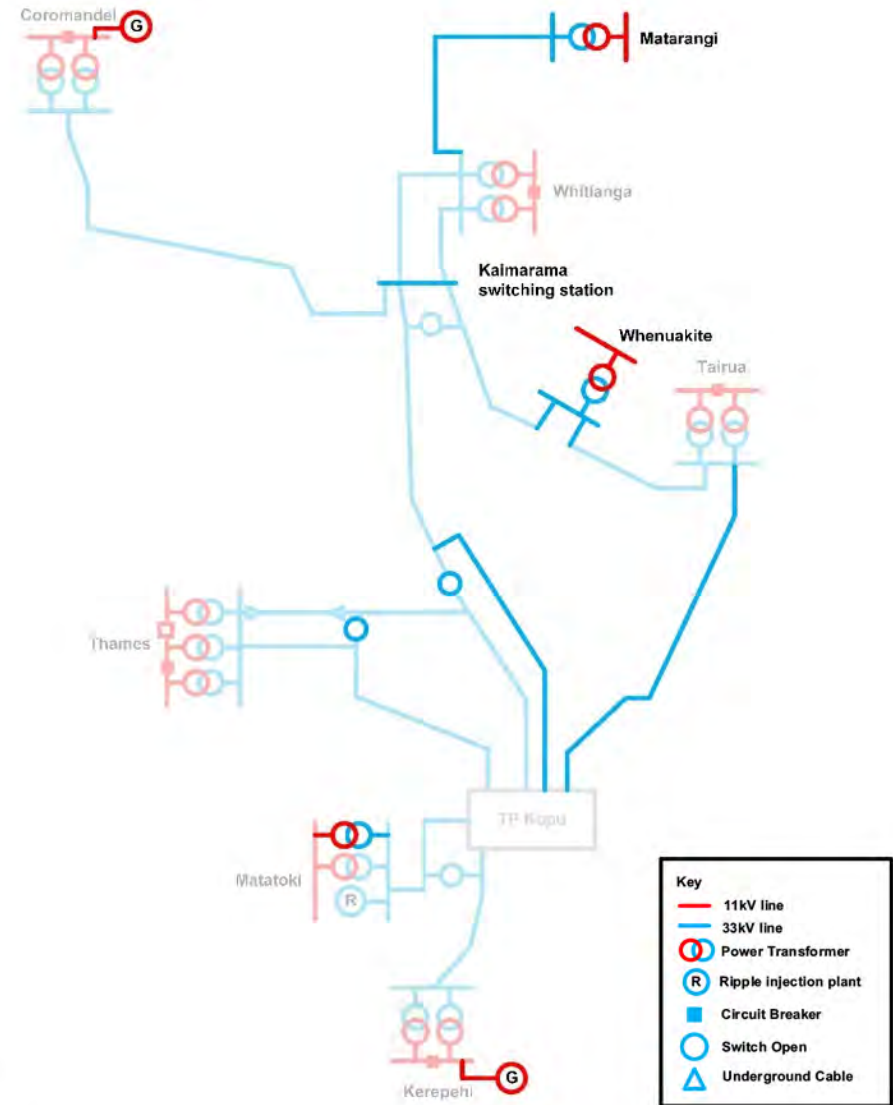 Coromandel
G
Matarangi
Whitianga
Kaimarama
switching station
Whenuakite
Tairua
Thames
TP Kopu
Matatoki
R
Kerepehi
G
Key
11kV line
33kV line
Power Transformer
R Ripple injection plant
Circuit Breaker
Switch Open
Underground Cable